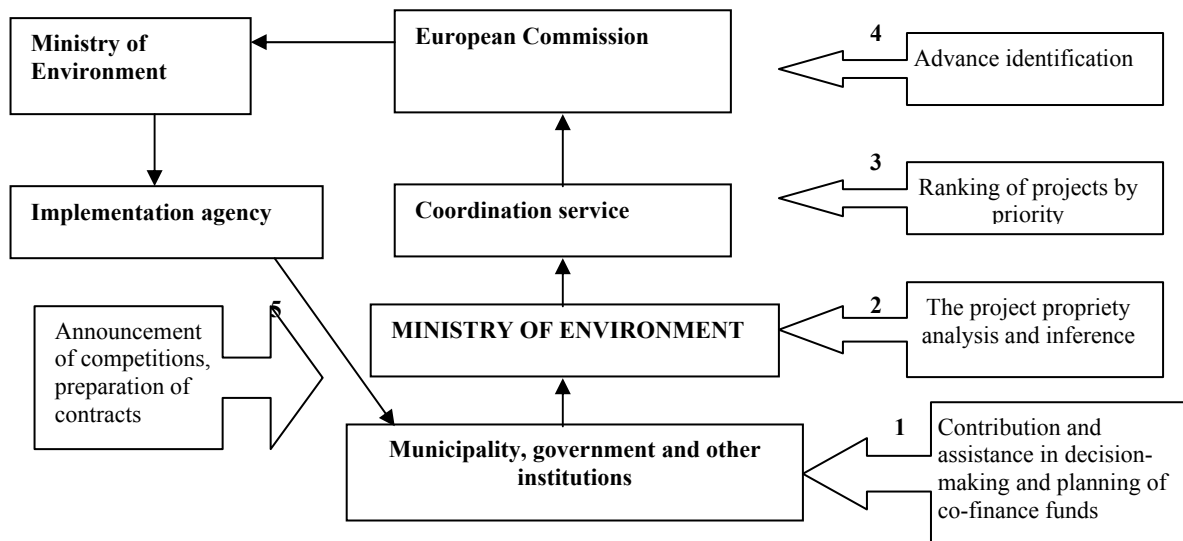 Ministry of
Environment
European Commission
4
Advance identification
Implementation agency
Coordination service
3
Ranking of projects by
priority
5
Announcement
of competitions,
preparation of
contracts
MINISTRY OF ENVIRONMENT
2
The project propriety
analysis and inference
Municipality, government and other
institutions
1
Contribution and
assistance in decision-
making and planning of
co-finance funds